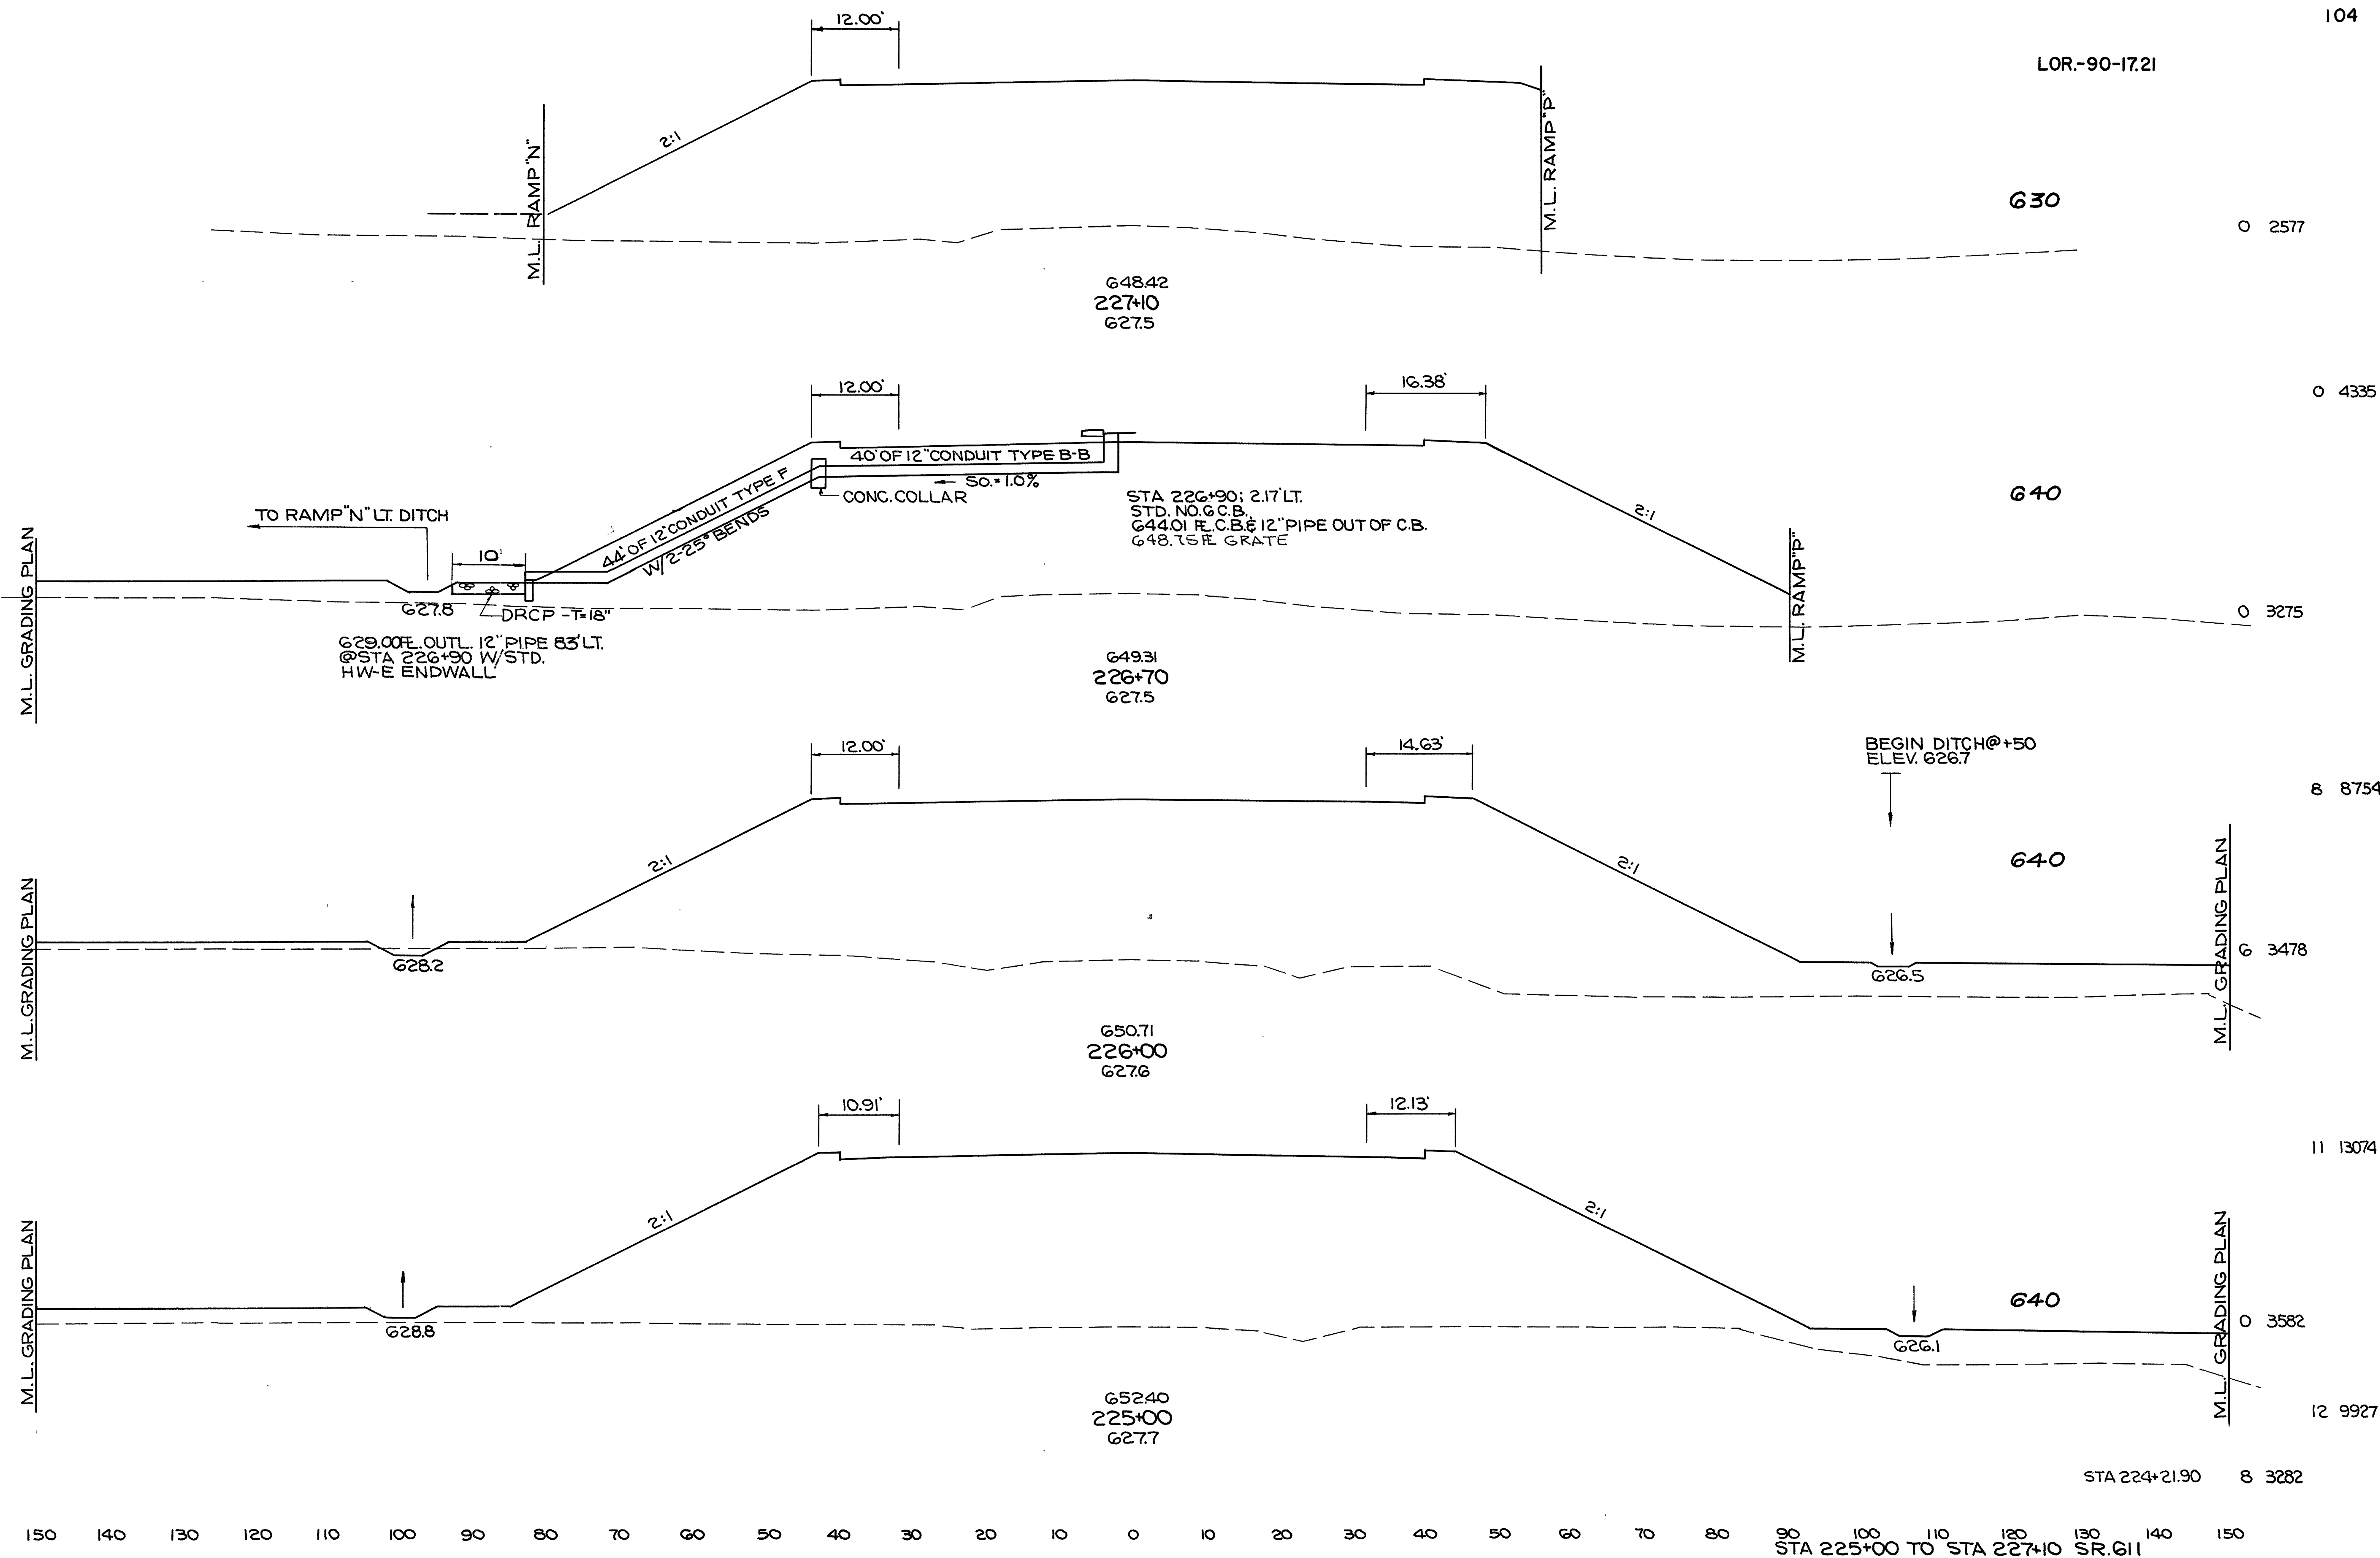 104
LOR.-90-17.21
12.00'
2:1
M.L. RAMP "N"
M.L. RAMP "P"
630
0 2577
648.42
227+10
627.5
12.00'
16.38'
0 4335
40' OF 12" CONDUIT TYPE B-B
So.=1.0%
CONC. COLLAR
44' OF 12" CONDUIT TYPE F
W/2-25° BENDS
STA 226+90; 2.17' LT.
STD. NO.6 C.B.
644.01 FL. C.B. & 12" PIPE OUT OF C.B.
648.75 FL GRATE
2:1
640
M.L. RAMP "P"
TO RAMP "N" LT. DITCH
10'
M.L. GRADING PLAN
627.8
DRCP -T=18"
629.00 FL. OUTL. 12" PIPE 83' LT.
@STA 226+90 W/STD.
HW-E ENDWALL
0 3275
649.31
226+70
627.5
12.00'
14.63'
BEGIN DITCH@+50
ELEV. 626.7
8 8754
2:1
2:1
640
M.L. GRADING PLAN
M.L. GRADING PLAN
628.2
626.5
6 3478
650.71
226+00
627.6
10.91'
12.13'
11 13074
2:1
2:1
640
M.L. GRADING PLAN
M.L. GRADING PLAN
628.8
626.1
0 3582
652.40
225+00
627.7
12 9927
STA 224+21.90 8 3282
150 140 130 120 110 100 90 80 70 60 50 40 30 20 10 0 10 20 30 40 50 60 70 80 90 100 110 120 130 140 150
STA 225+00 TO STA 227+10 SR.611